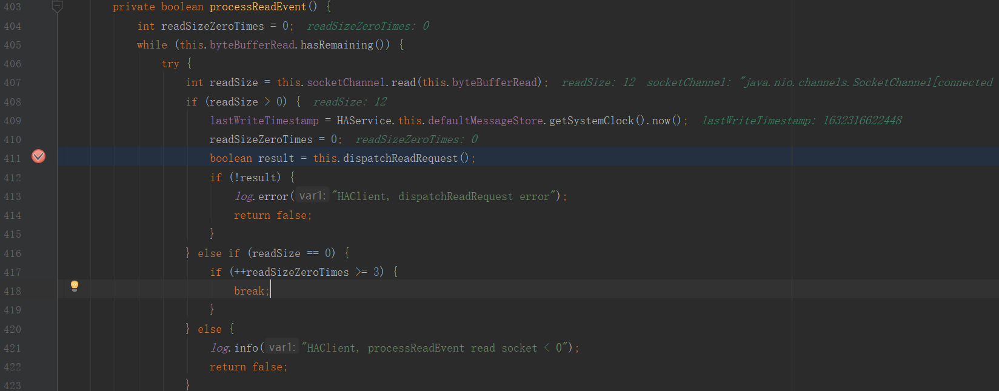 403 private boolean processReadEvent() {
404 int readSizeZeroTimes = 0; readSizeZeroTimes: 0
405 while (this.byteBufferRead.hasRemaining()) {
406 try {
407 int readSize = this.socketChannel.read(this.byteBufferRead); readSize: 12 socketChannel: "java.nio.channels.SocketChannel[connected
408 if (readSize > 0) { readSize: 12
409 lastWriteTimestamp = HAService.this.defaultMessageStore.getSystemClock().now(); lastWriteTimestamp: 1632316622448
410 readSizeZeroTimes = 0; readSizeZeroTimes: 0
411 boolean result = this.dispatchReadRequest();
412 if (!result) {
413 log.error( var1: "HAClient, dispatchReadRequest error");
414 return false;
415 }
416 } else if (readSize == 0) {
417 if (++readSizeZeroTimes >= 3) {
418 break;
419 }
420 } else {
421 log.info( var1: "HAClient, processReadEvent read socket < 0");
422 return false;
423 }